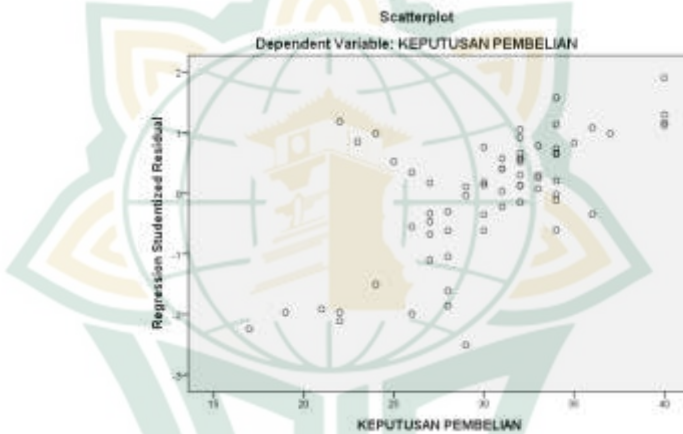 Scatterplot
Dependent Variable: KEPUTUSAN PEMBELIAN
Regression Studentized Residual
2
1
0
-1
-2
-3
15 20 25 30 35 40
KEPUTUSAN PEMBELIAN